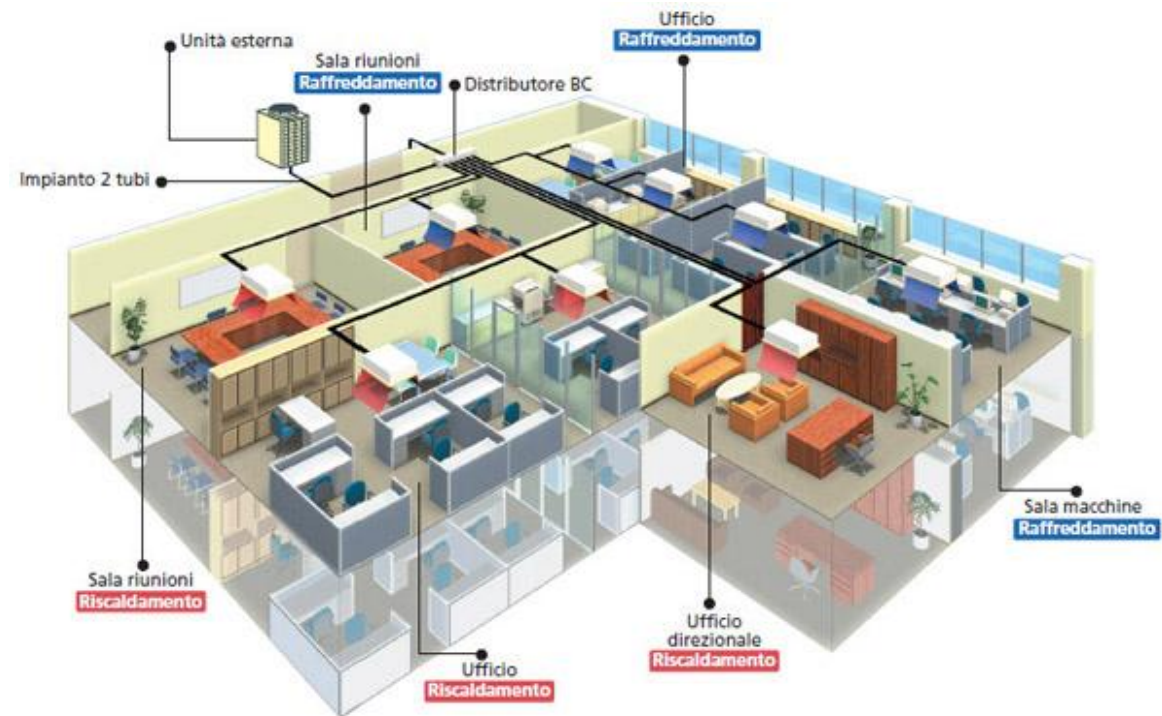 Unità esterna
Ufficio
Raffreddamento
Sala riunioni
Raffreddamento
Distributore BC
Impianto 2 tubi
Sala macchine
Raffreddamento
Sala riunioni
Riscaldamento
Ufficio
direzionale
Riscaldamento
Ufficio
Riscaldamento